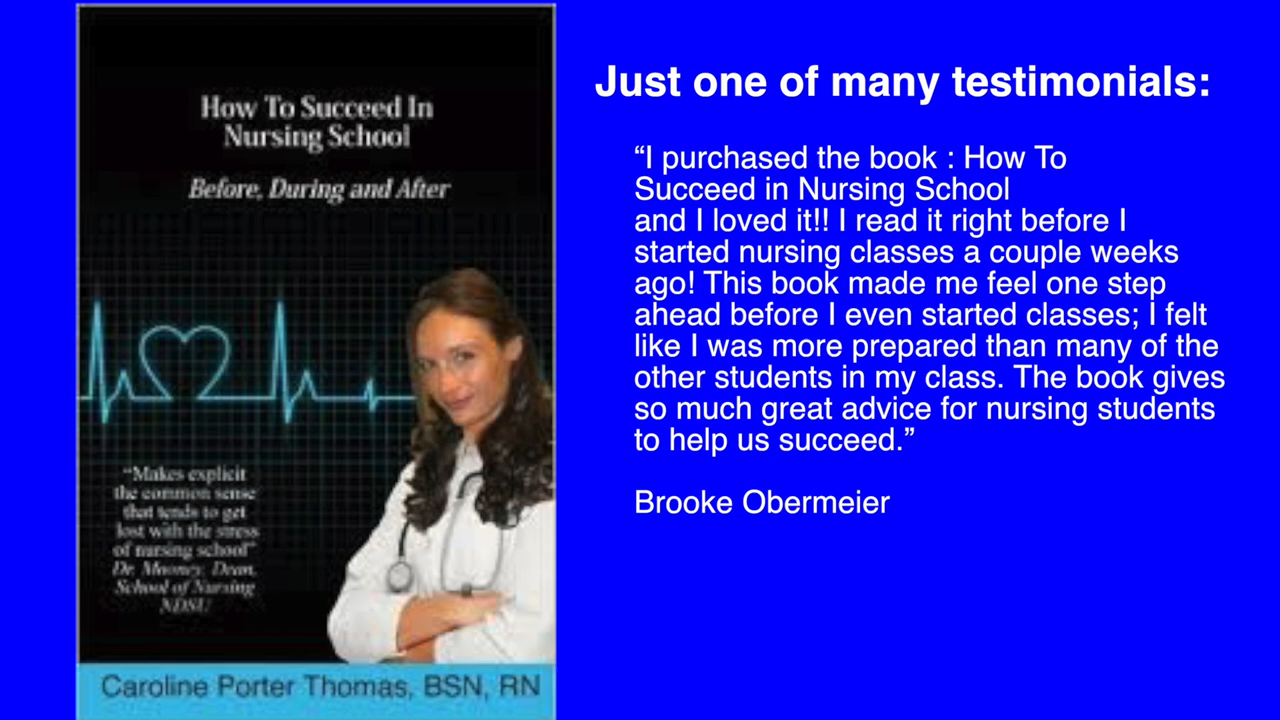 How To Succeed In
Nursing School
Before, During and After
“Makes explicit
the common sense
that tends to get
lost with the stress
of nursing school”
Dr. Mooney, Dean,
School of Nursing
NDSU
Caroline Porter Thomas, BSN, RN
Just one of many testimonials:
“I purchased the book : How To
Succeed in Nursing School
and I loved it!! I read it right before I
started nursing classes a couple weeks
ago! This book made me feel one step
ahead before I even started classes; I felt
like I was more prepared than many of the
other students in my class. The book gives
so much great advice for nursing students
to help us succeed.”
Brooke Obermeier